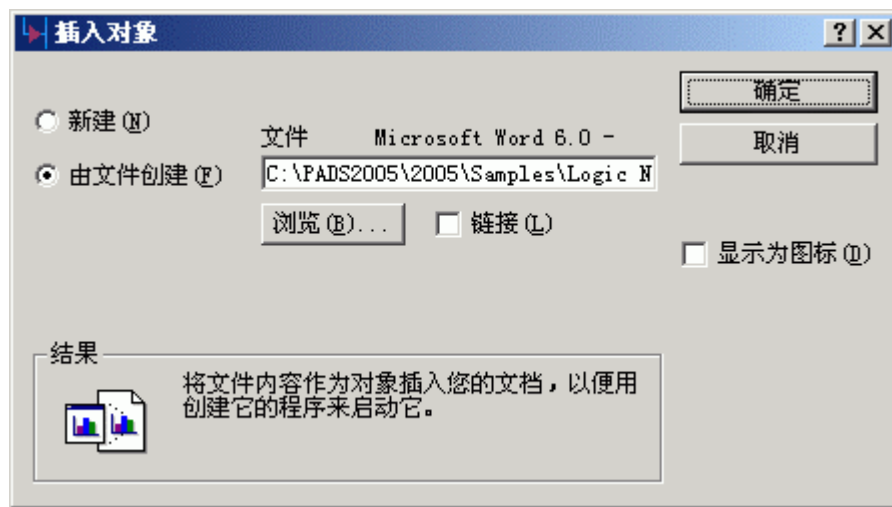 插入对象
新建(N)
由文件创建(F)
文件 Microsoft Word 6.0 -
C:\PADS2005\2005\Samples\Logic N
浏览(B)...
链接(L)
确定
取消
显示为图标(D)
结果
将文件内容作为对象插入您的文档，以便用
创建它的程序来启动它。